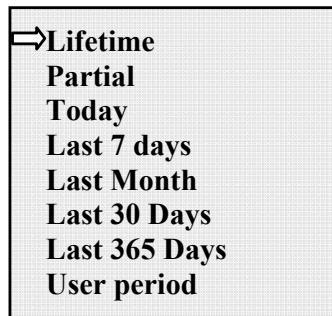 Lifetime
Partial
Today
Last 7 days
Last Month
Last 30 Days
Last 365 Days
User period